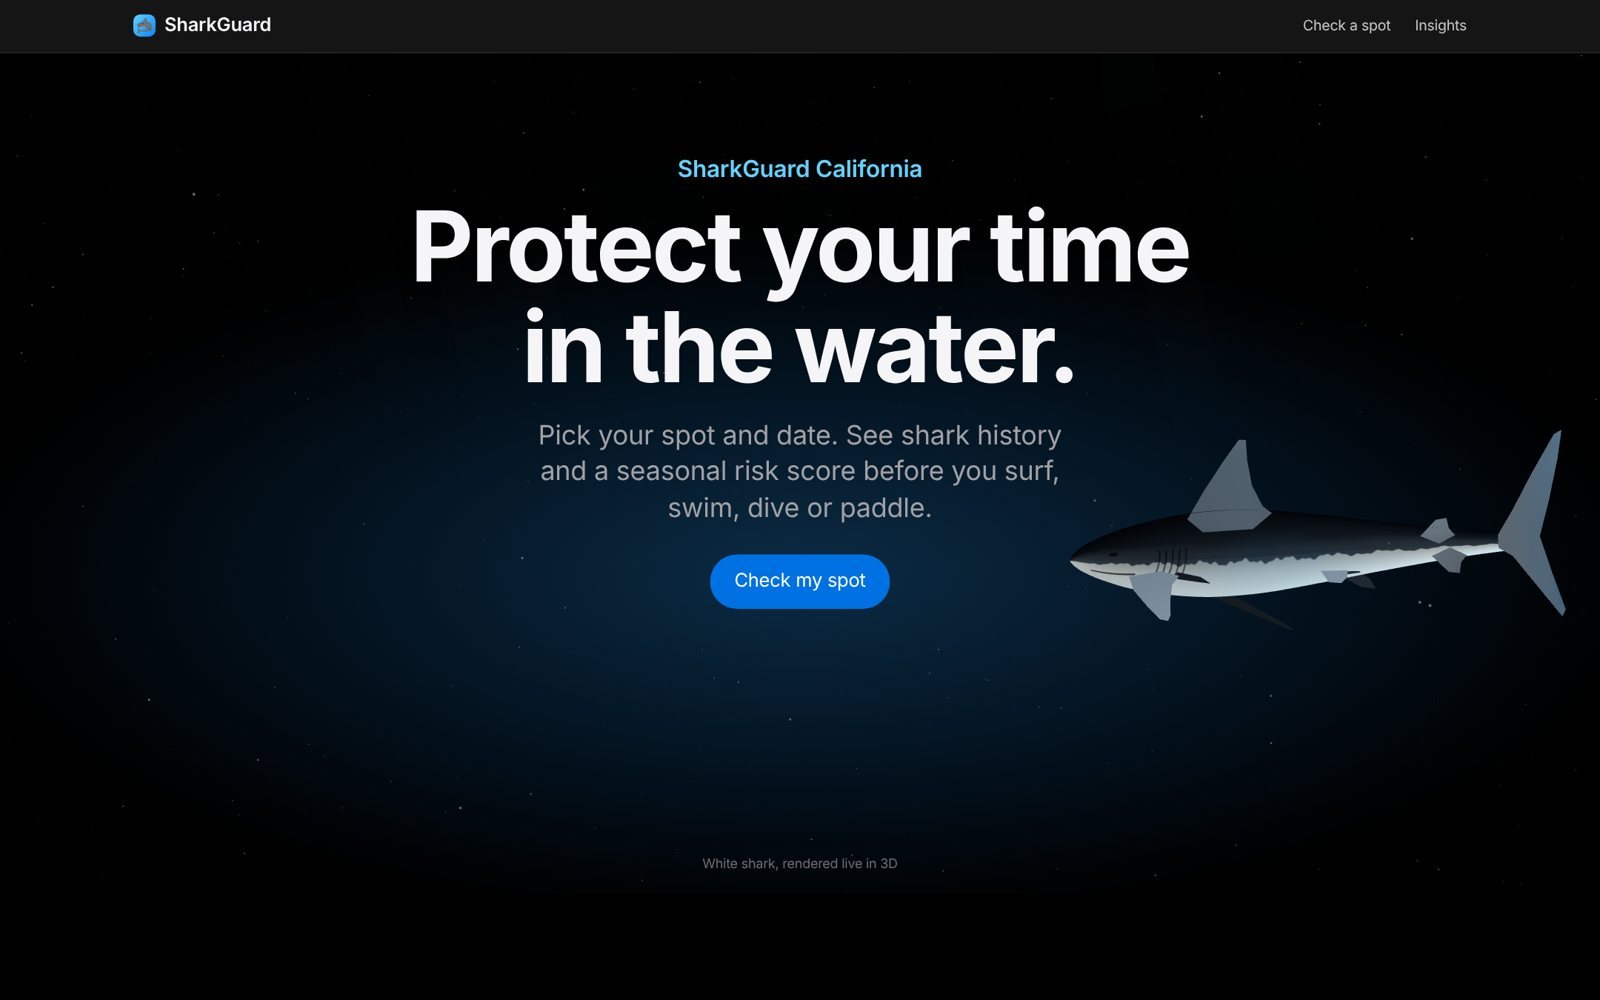 SharkGuard
Check a spot
Insights
SharkGuard California
Protect your time
in the water.
Pick your spot and date. See shark history
and a seasonal risk score before you surf,
swim, dive or paddle.
Check my spot
White shark, rendered live in 3D